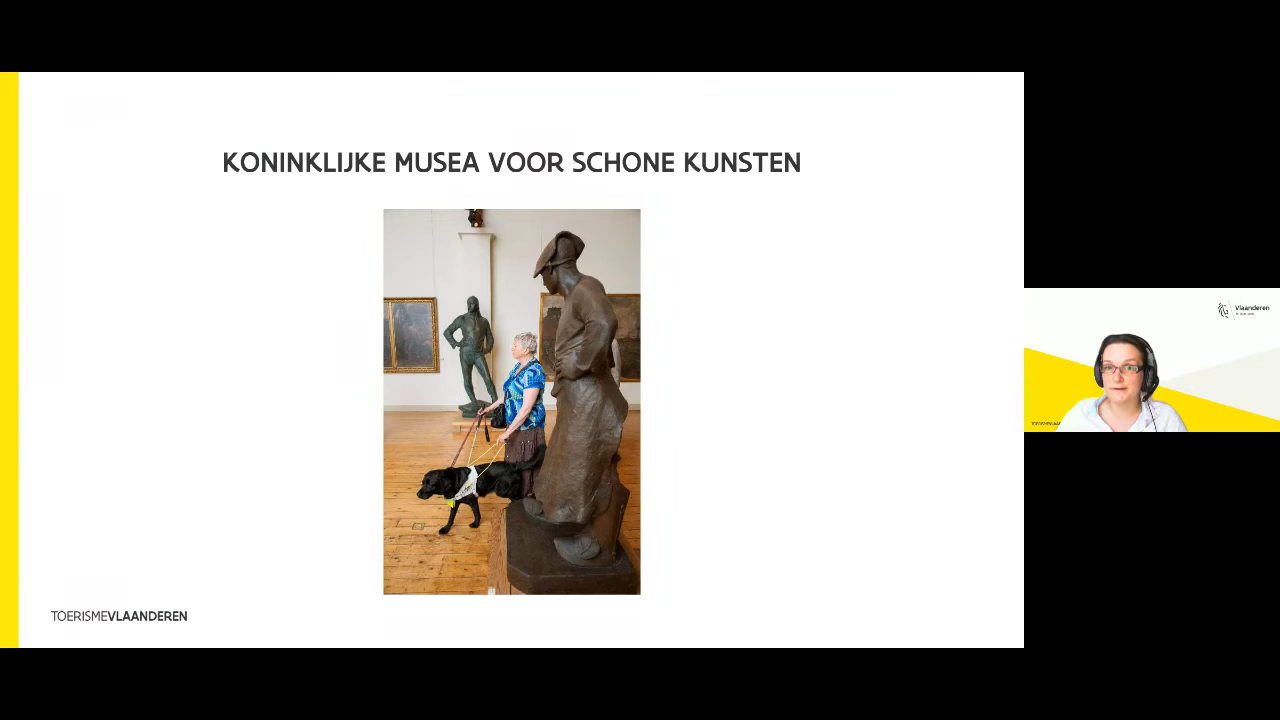 KONINKLIJKE MUSEA VOOR SCHONE KUNSTEN
TOERISMEVLAANDEREN
Vlaanderen